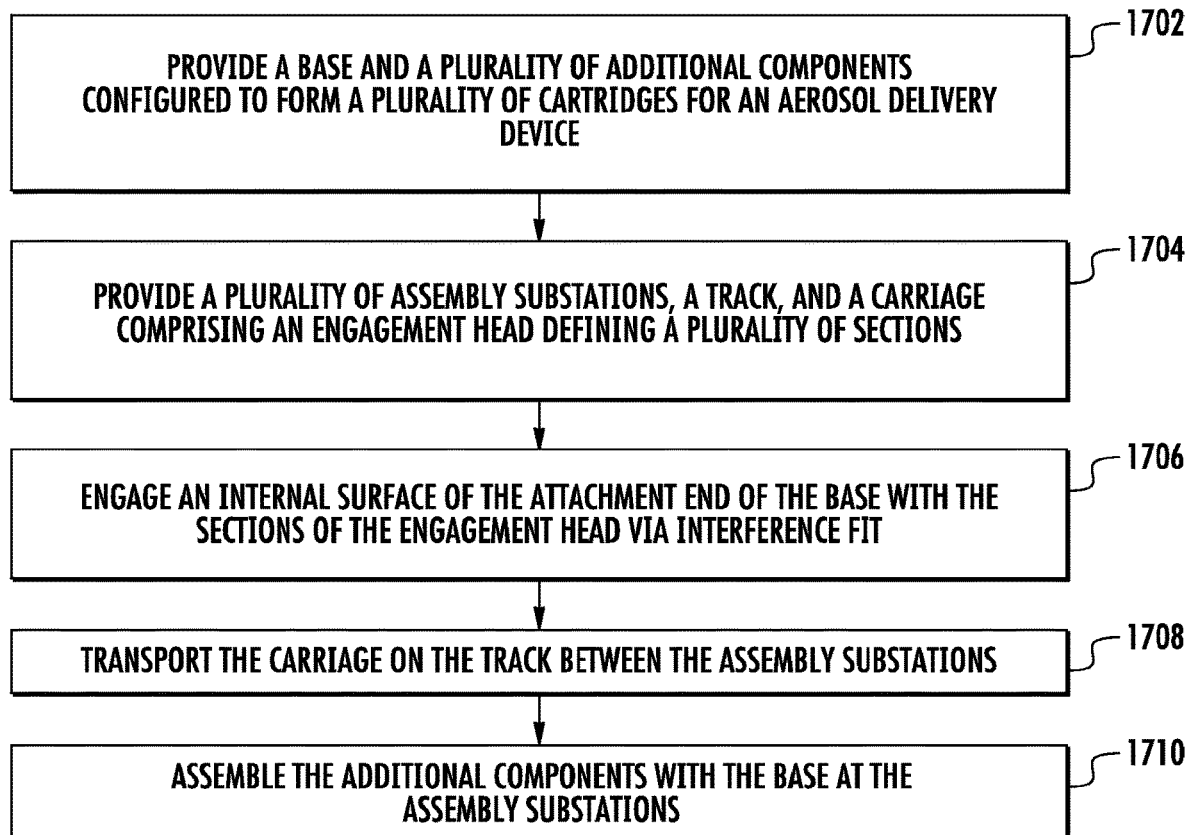 1702
PROVIDE A BASE AND A PLURALITY OF ADDITIONAL COMPONENTS
CONFIGURED TO FORM A PLURALITY OF CARTRIDGES FOR AN AEROSOL DELIVERY
DEVICE
1704
PROVIDE A PLURALITY OF ASSEMBLY SUBSTATIONS, A TRACK, AND A CARRIAGE
COMPRISING AN ENGAGEMENT HEAD DEFINING A PLURALITY OF SECTIONS
1706
ENGAGE AN INTERNAL SURFACE OF THE ATTACHMENT END OF THE BASE WITH THE
SECTIONS OF THE ENGAGEMENT HEAD VIA INTERFERENCE FIT
1708
TRANSPORT THE CARRIAGE ON THE TRACK BETWEEN THE ASSEMBLY SUBSTATIONS
1710
ASSEMBLE THE ADDITIONAL COMPONENTS WITH THE BASE AT THE
ASSEMBLY SUBSTATIONS